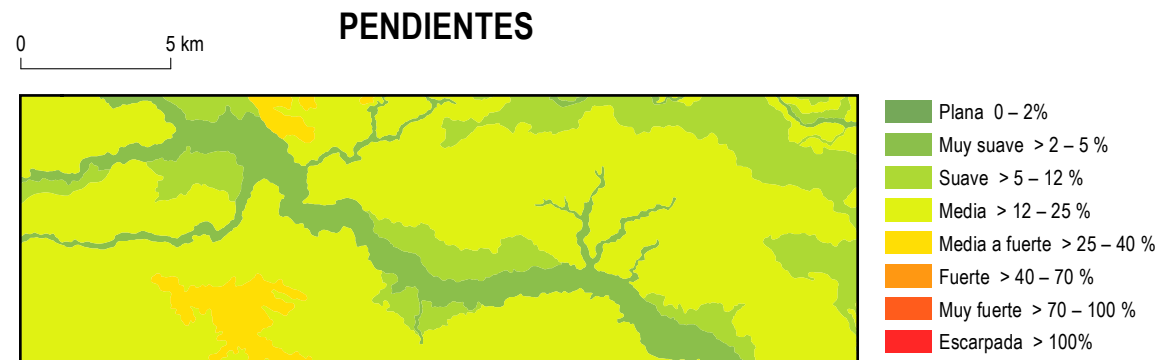 PENDIENTES
0 5 km
Plana 0 – 2%
Muy suave > 2 – 5 %
Suave > 5 – 12 %
Media > 12 – 25 %
Media a fuerte > 25 – 40 %
Fuerte > 40 – 70 %
Muy fuerte > 70 – 100 %
Escarpada > 100%